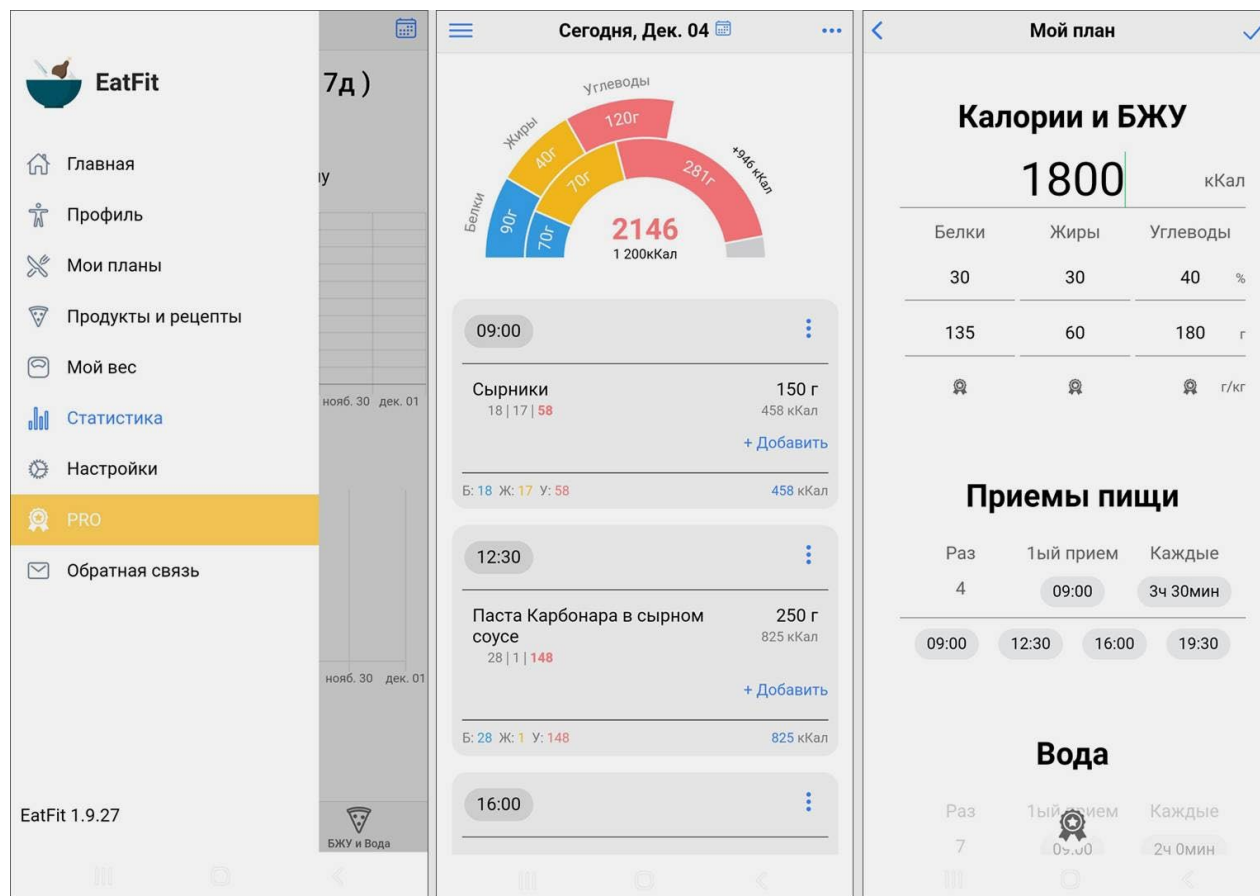 EatFit
Главная
Профиль
Мои планы
Продукты и рецепты
Мой вес
Статистика
Настройки
PRO
Обратная связь
EatFit 1.9.27
7д )
нояб. 30 дек. 01
нояб. 30 дек. 01
БЖУ и Вода
Сегодня, Дек. 04
Белки
Жиры
Углеводы
90г
40г
120г
70г
70г
281г
+946 кКал
2146
1 200кКал
09:00
Сырники 150 г
18 | 17 | 58 458 кКал
+ Добавить
Б: 18 Ж: 17 У: 58 458 кКал
12:30
Паста Карбонара в сырном 250 г
соусе 825 кКал
28 | 1 | 148
+ Добавить
Б: 28 Ж: 1 У: 148 825 кКал
16:00
Мой план
Калории и БЖУ
1800 кКал
Белки Жиры Углеводы
30 30 40 %
135 60 180 г
г/кг
Приемы пищи
Раз 1ый прием Каждые
4 09:00 3ч 30мин
09:00 12:30 16:00 19:30
Вода
Раз 1ый прием Каждые
7 09:00 2ч 0мин